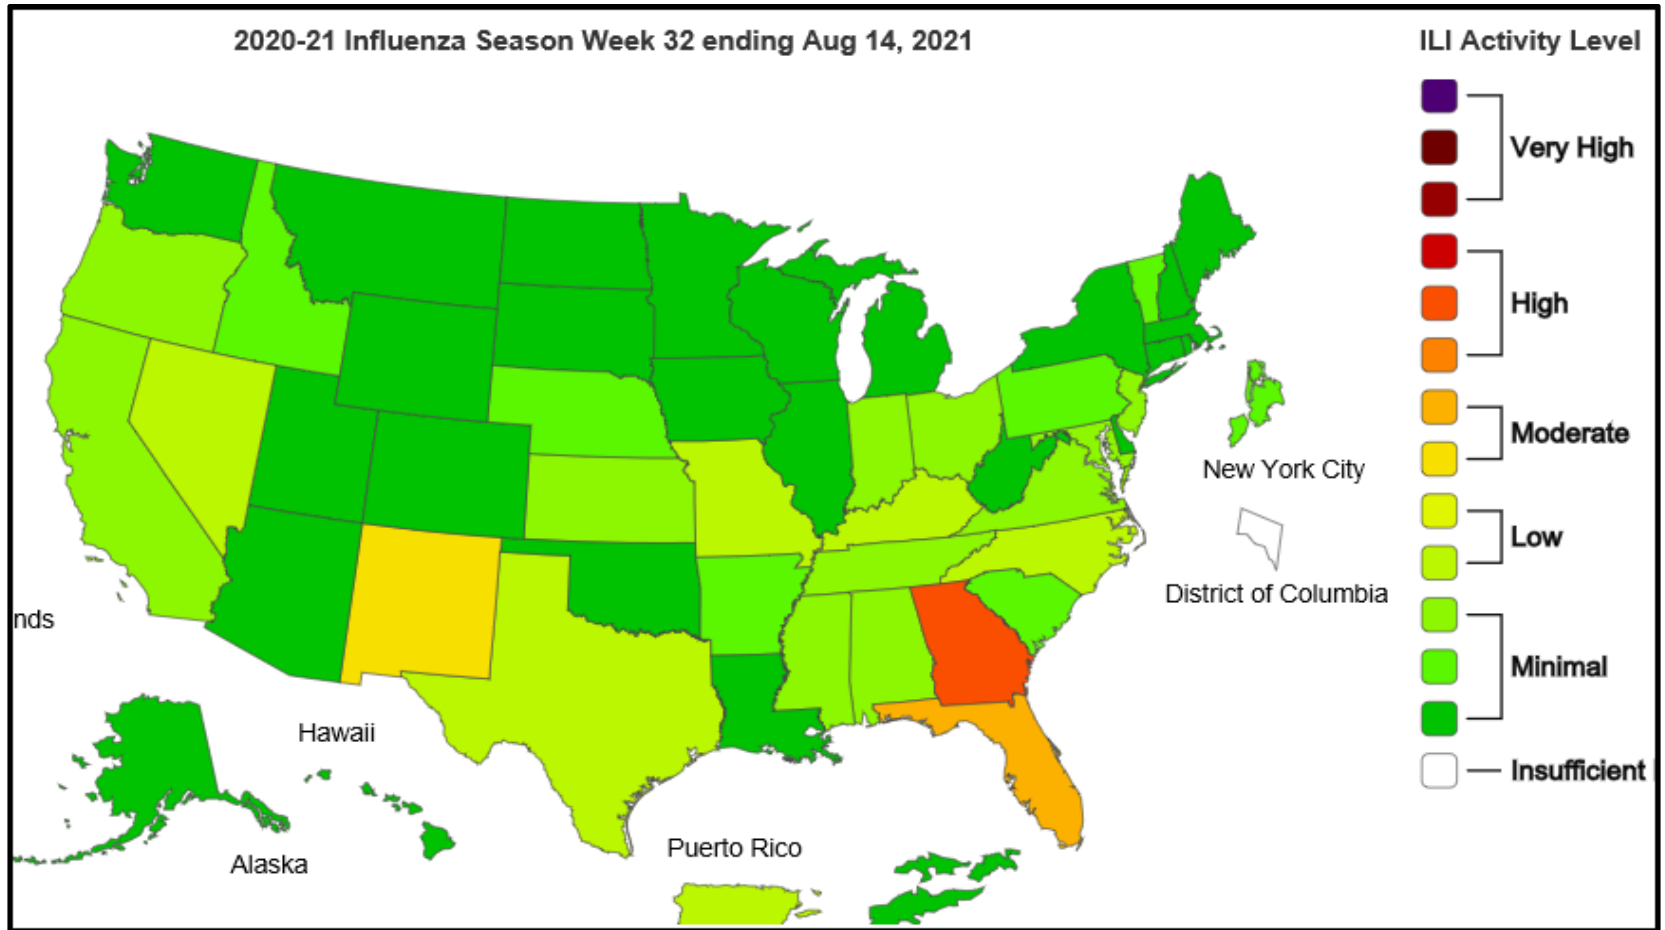 2020-21 Influenza Season Week 32 ending Aug 14, 2021
ILI Activity Level
Very High
High
Moderate
Low
Minimal
Insufficient
New York City
District of Columbia
nds
Hawaii
Alaska
Puerto Rico